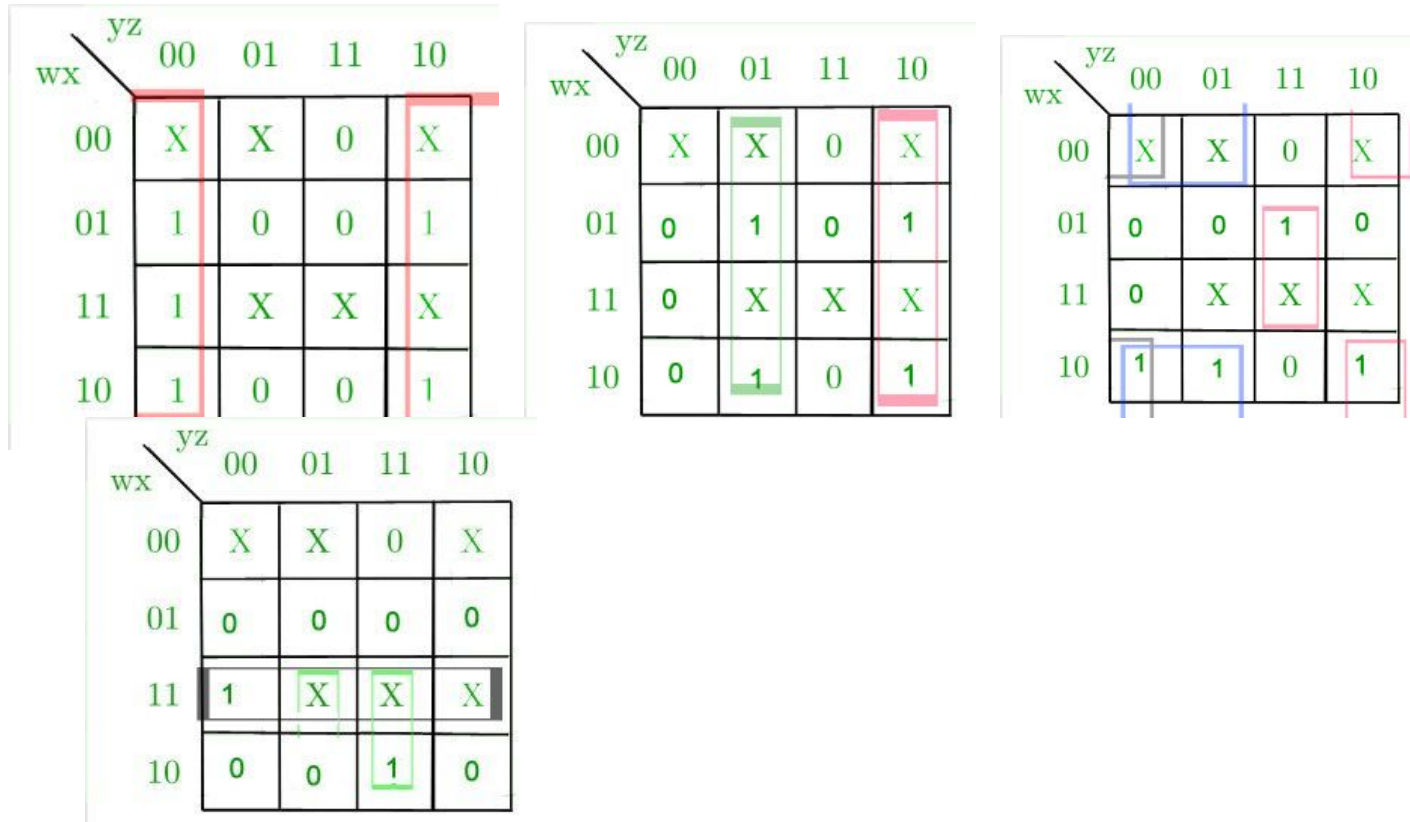 yz
wx 00 01 11 10
00 X X 0 X
01 1 0 0 1
11 1 X X X
10 1 0 0 1
yz
wx 00 01 11 10
00 X X 0 X
01 0 1 0 1
11 0 X X X
10 0 1 0 1
yz
wx 00 01 11 10
00 X X 0 X
01 0 0 1 0
11 0 X X X
10 1 1 0 1
yz
wx 00 01 11 10
00 X X 0 X
01 0 0 0 0
11 1 X X X
10 0 0 1 0